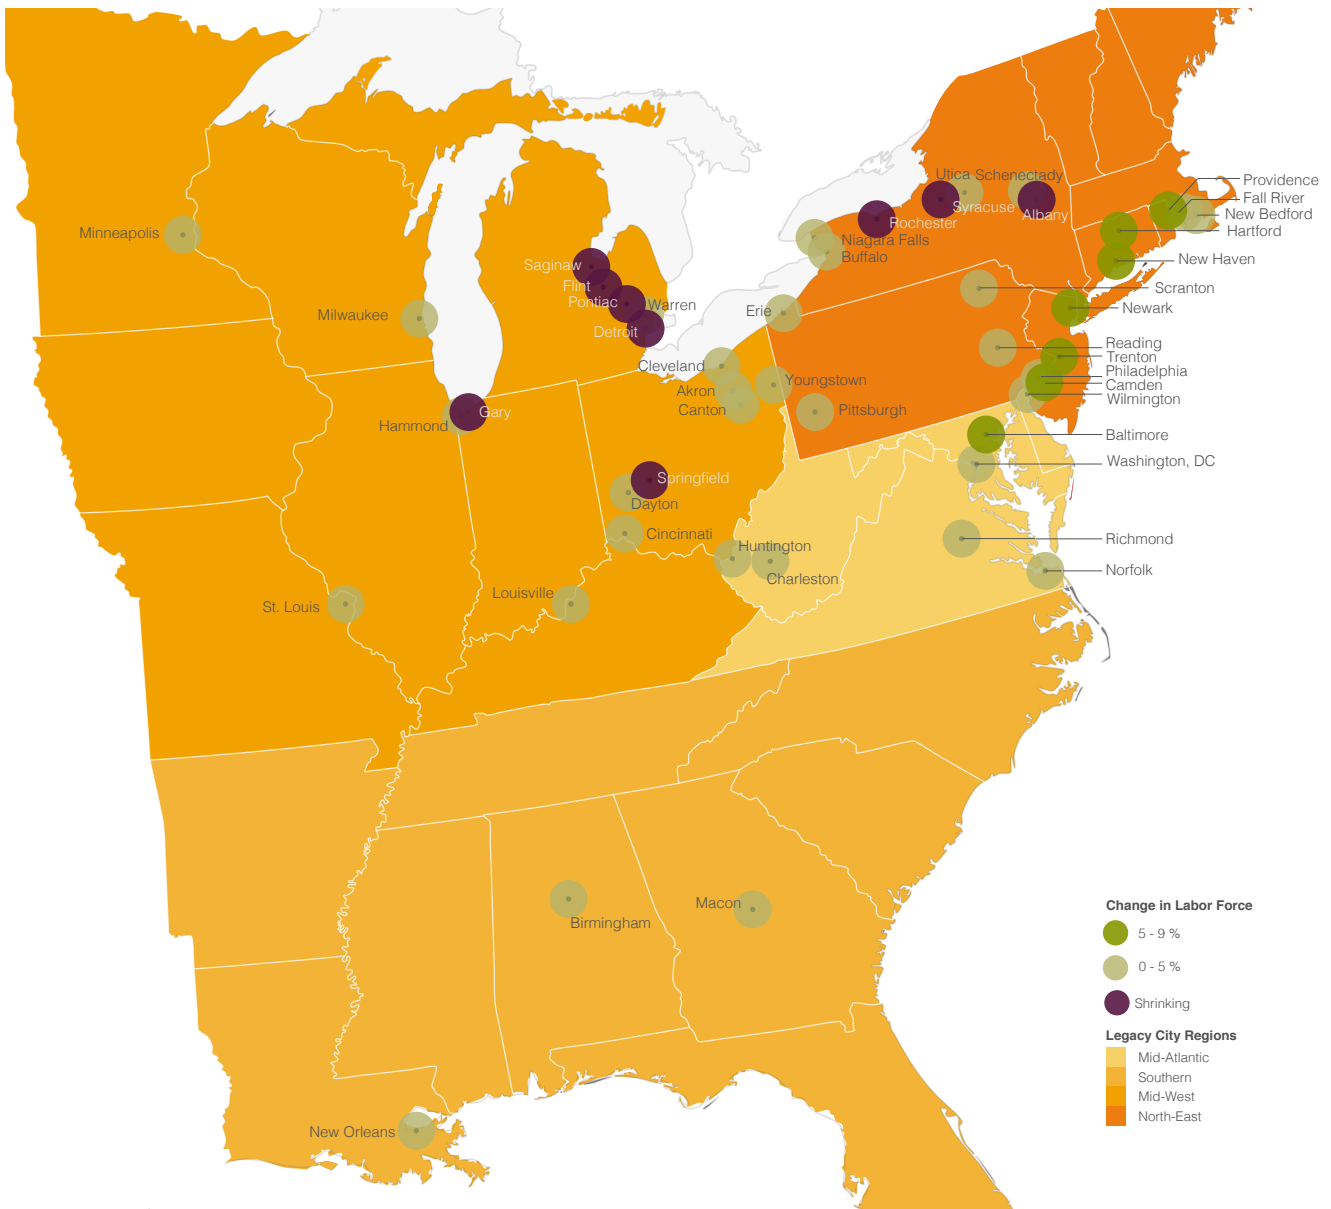 Utica Schenectady
Providence
Fall River
New Bedford
Hartford
Syracuse
Albany
Rochester
Minneapolis
Niagara Falls
Buffalo
New Haven
Saginaw
Flint
Pontiac
Warren
Scranton
Milwaukee
Erie
Newark
Detroit
Reading
Trenton
Cleveland
Philadelphia
Youngstown
Camden
Akron
Wilmington
Canton
Pittsburgh
Gary
Hammond
Baltimore
Washington, DC
Springfield
Dayton
Cincinnati
Richmond
Huntington
Norfolk
Charleston
Louisville
St. Louis
Macon
Birmingham
New Orleans
Change in Labor Force
5 - 9 %
0 - 5 %
Shrinking
Legacy City Regions
Mid-Atlantic
Southern
Mid-West
North-East